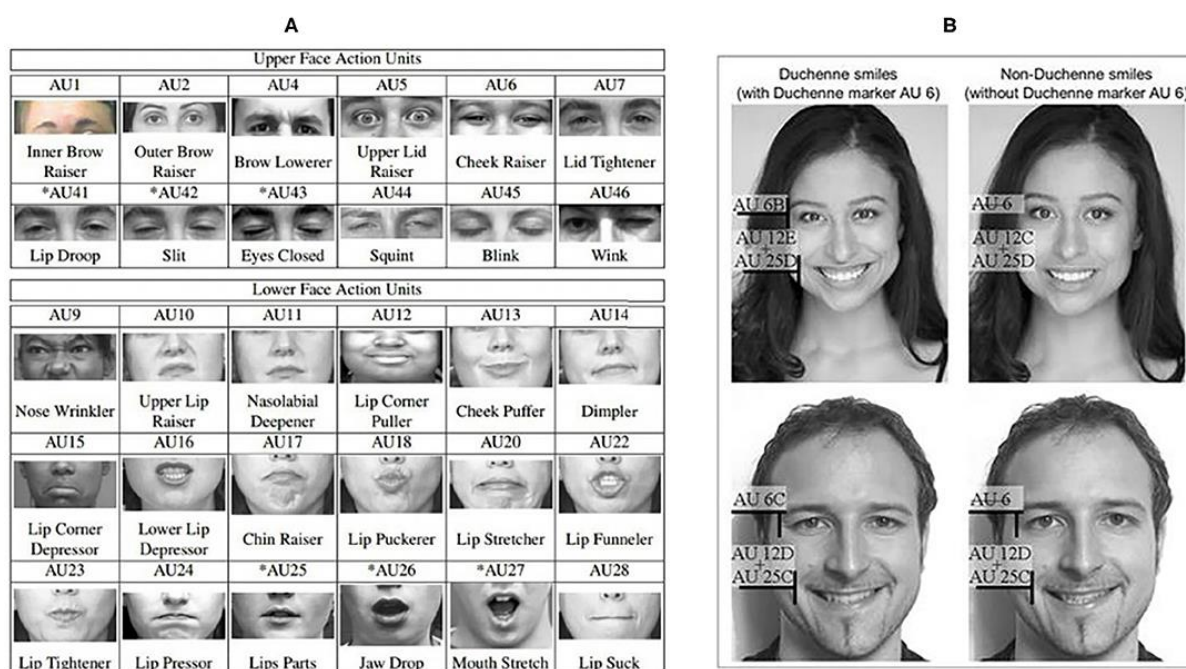 A
Upper Face Action Units
AU1 AU2 AU4 AU5 AU6 AU7
Inner Brow Raiser
Outer Brow Raiser
Brow Lowerer
Upper Lid Raiser
Cheek Raiser
Lid Tightener
*AU41 *AU42 *AU43 AU44 AU45 AU46
Lip Droop Slit Eyes Closed Squint Blink Wink
Lower Face Action Units
AU9 AU10 AU11 AU12 AU13 AU14
Nose Wrinkler
Upper Lip Raiser
Nasolabial Deepener
Lip Corner Puller
Cheek Puffer
Dimpler
AU15 AU16 AU17 AU18 AU20 AU22
Lip Corner Depressor
Lower Lip Depressor
Chin Raiser
Lip Puckerer
Lip Stretcher
Lip Funneler
AU23 AU24 *AU25 *AU26 *AU27 AU28
Lip Tightener Lip Pressor Lips Parts Jaw Drop Mouth Stretch Lip Suck
B
Duchenne smiles
(with Duchenne marker AU 6)
Non-Duchenne smiles
(without Duchenne marker AU 6)
AU 6B
AU 12E
+
AU 25D
AU 6
AU 12C
+
AU 25D
AU 6C
AU 12D
+
AU 25C
AU 6
AU 12D
+
AU 25C